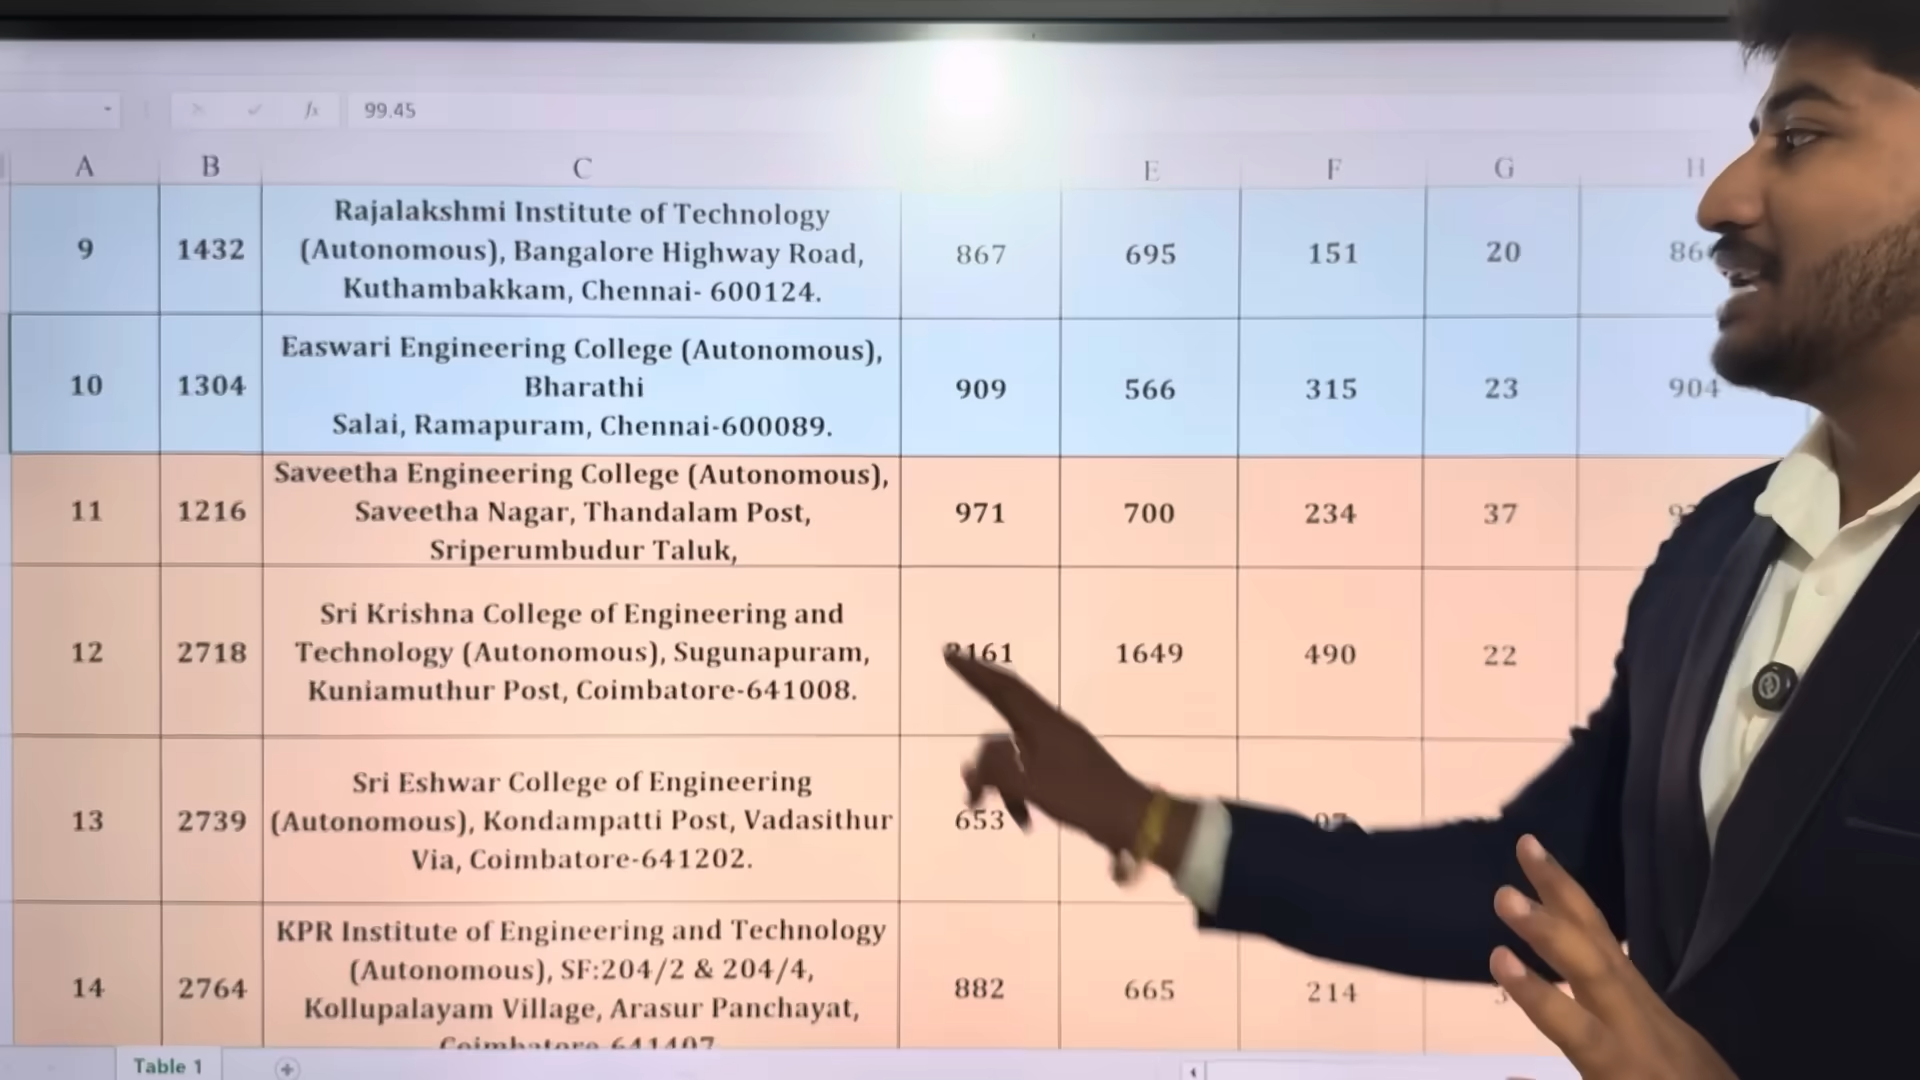 fx 99.45
A B C E F G H
9 1432 Rajalakshmi Institute of Technology
(Autonomous), Bangalore Highway Road,
Kuthambakkam, Chennai- 600124. 867 695 151 20
10 1304 Easwari Engineering College (Autonomous),
Bharathi
Salai, Ramapuram, Chennai-600089. 909 566 315 23 904
11 1216 Saveetha Engineering College (Autonomous),
Saveetha Nagar, Thandalam Post,
Sriperumbudur Taluk, 971 700 234 37
12 2718 Sri Krishna College of Engineering and
Technology (Autonomous), Sugunapuram,
Kuniamuthur Post, Coimbatore-641008. 1649 490 22
13 2739 Sri Eshwar College of Engineering
(Autonomous), Kondampatti Post, Vadasithur
Via, Coimbatore-641202. 653
14 2764 KPR Institute of Engineering and Technology
(Autonomous), SF:204/2 & 204/4,
Kollupalayam Village, Arasur Panchayat,
Coimbatore-641407 882 665 214
Table 1